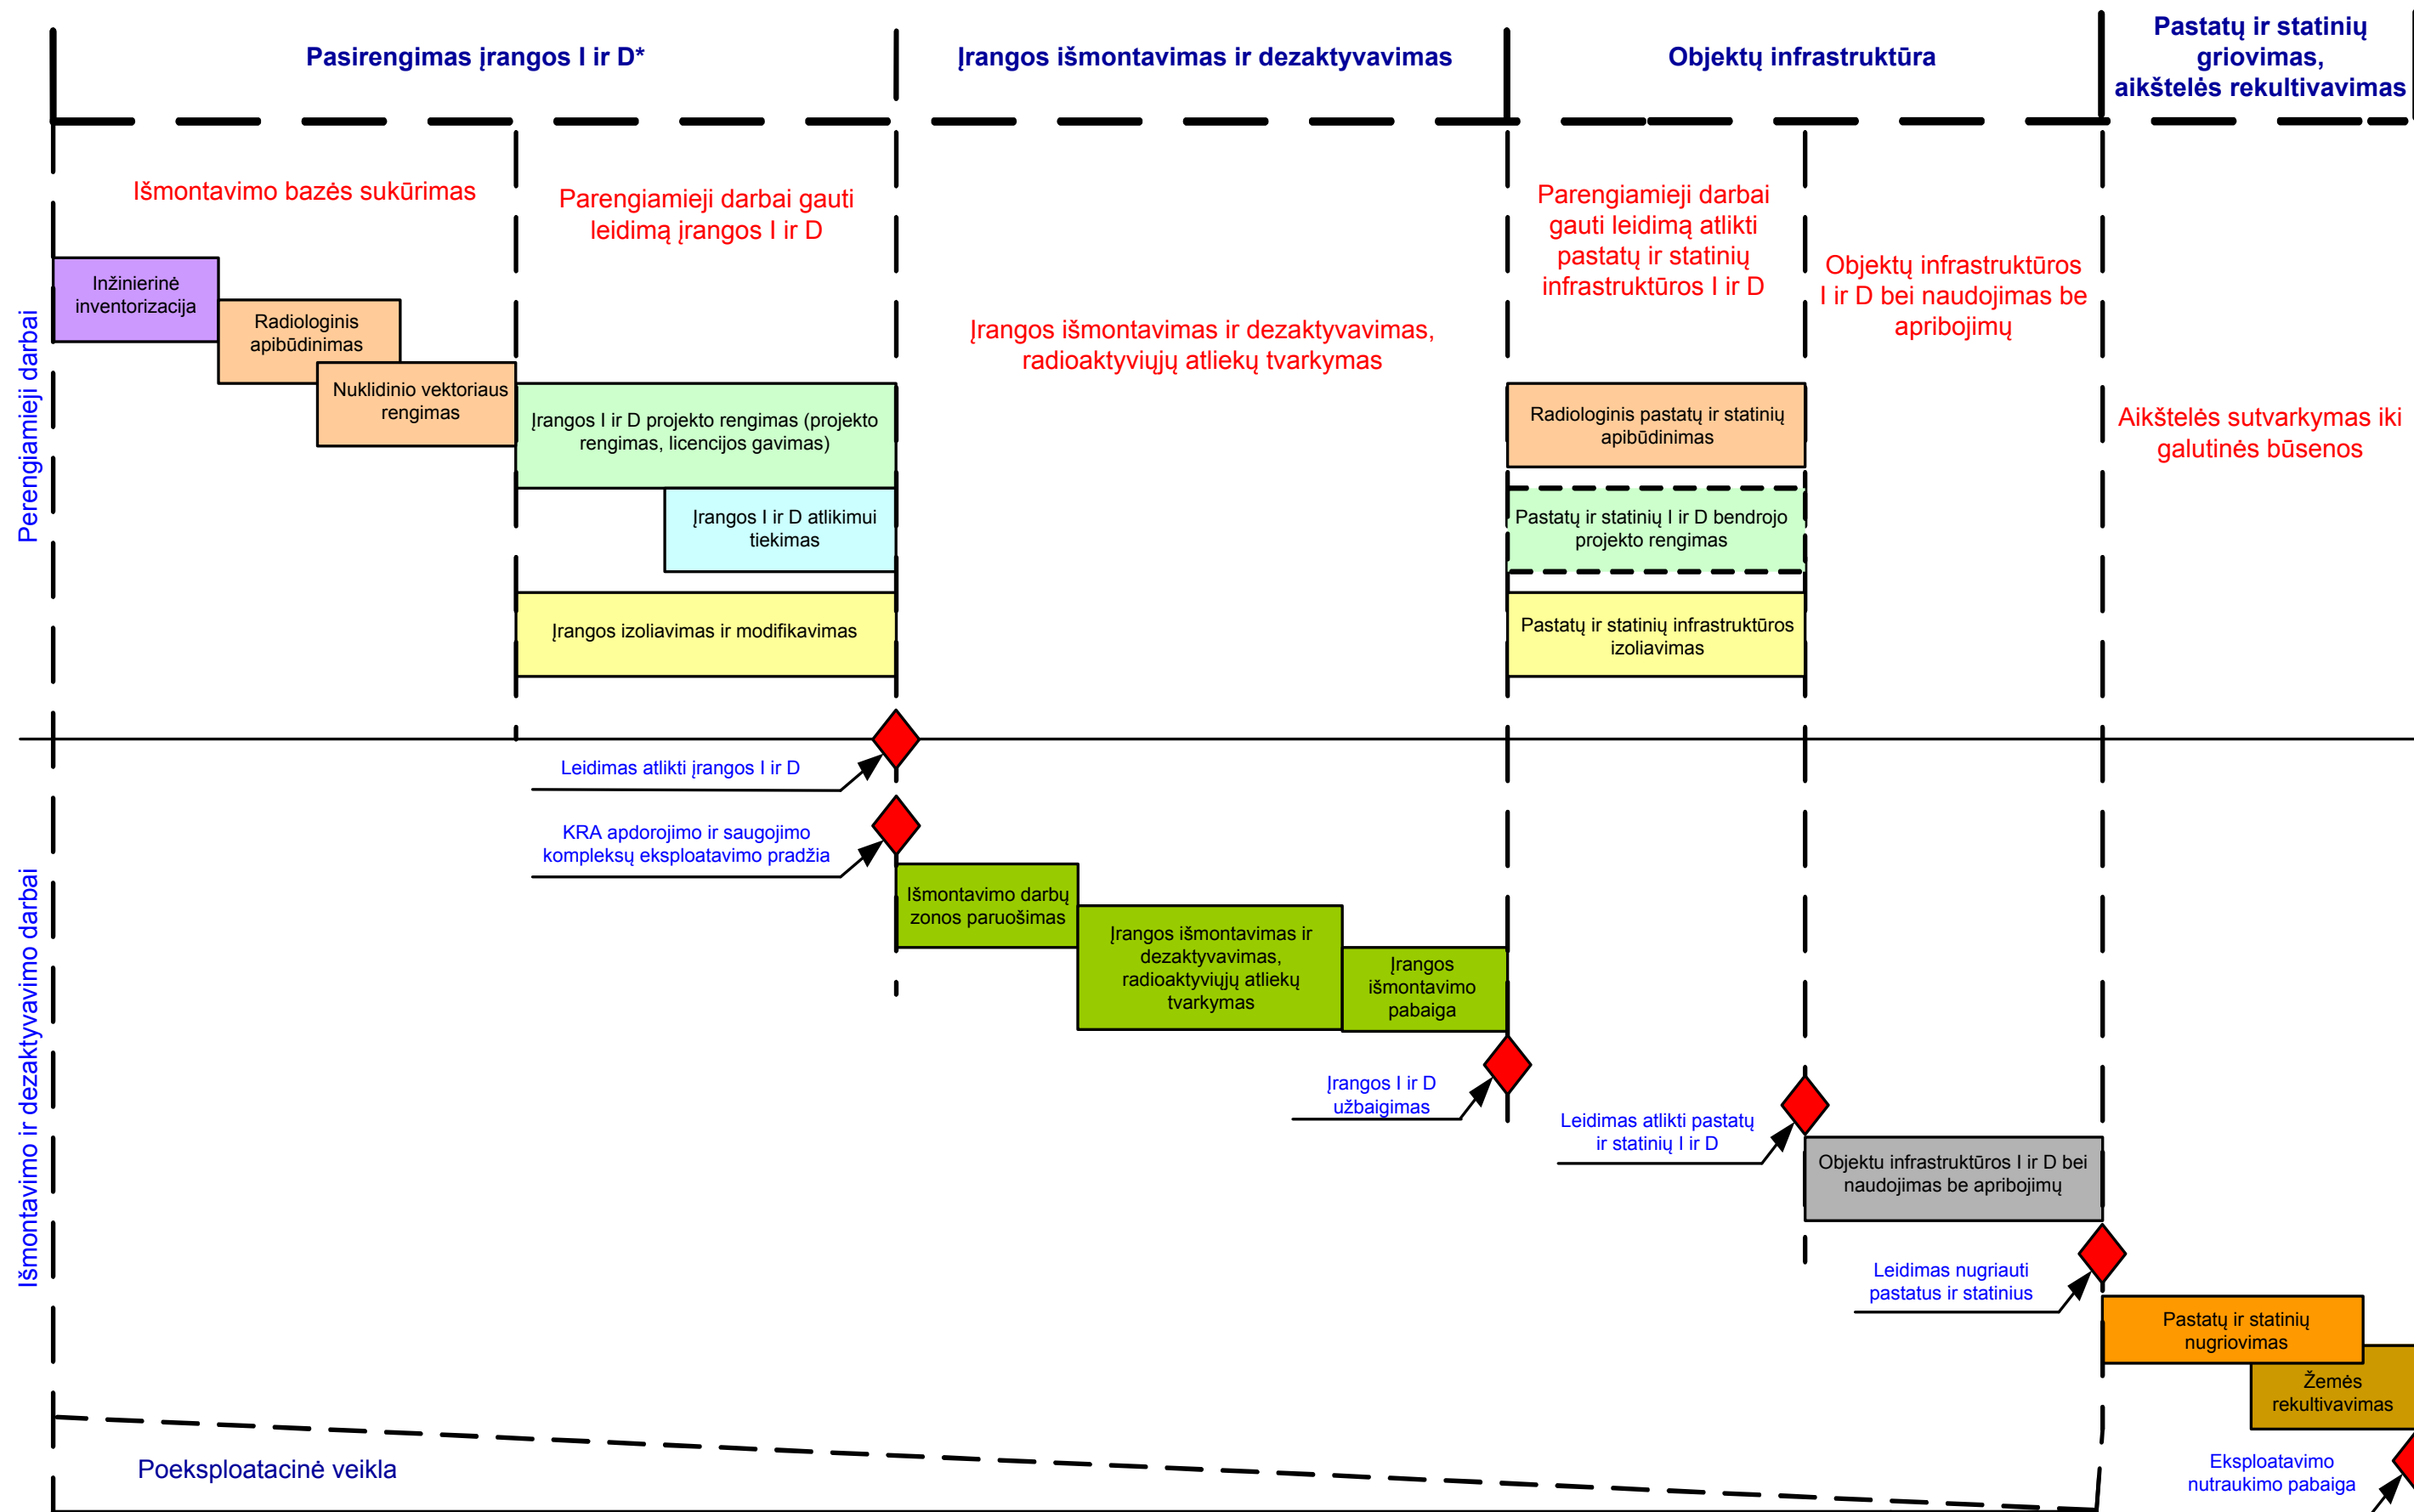 Pasirengimas įrangos I ir D*
Įrangos išmontavimas ir dezaktyvavimas
Objektų infrastruktūra
Pastatų ir statinių
griovimas,
aikštelės rekultivavimas
Išmontavimo bazės sukūrimas
Parengiamieji darbai gauti
leidimą įrangos I ir D
Įrangos išmontavimas ir dezaktyvavimas,
radioaktyviųjų atliekų tvarkymas
Parengiamieji darbai
gauti leidimą atlikti
pastatų ir statinių
infrastruktūros I ir D
Objektų infrastruktūros
I ir D bei naudojimas be
apribojimų
Aikštelės sutvarkymas iki
galutinės būsenos
Perengiamieji darbai
Inžinierinė
inventorizacija
Radiologinis
apibūdinimas
Nuklidinio vektoriaus
rengimas
Įrangos I ir D projekto rengimas (projekto
rengimas, licencijos gavimas)
Įrangos I ir D atlikimui
tiekimas
Įrangos izoliavimas ir modifikavimas
Radiologinis pastatų ir statinių
apibūdinimas
Pastatų ir statinių I ir D bendrojo
projekto rengimas
Pastatų ir statinių infrastruktūros
izoliavimas
Išmontavimo ir dezaktyvavimo darbai
Leidimas atlikti įrangos I ir D
KRA apdorojimo ir saugojimo
kompleksų eksploatavimo pradžia
Išmontavimo darbų
zonos paruošimas
Įrangos išmontavimas ir
dezaktyvavimas,
radioaktyviųjų atliekų
tvarkymas
Įrangos
išmontavimo
pabaiga
Įrangos I ir D
užbaigimas
Leidimas atlikti pastatų
ir statinių I ir D
Objektu infrastruktūros I ir D bei
naudojimas be apribojimų
Leidimas nugriauti
pastatus ir statinius
Pastatų ir statinių
nugriovimas
Žemės
rekultivavimas
Eksploatavimo
nutraukimo pabaiga
Poeksploatacinė veikla